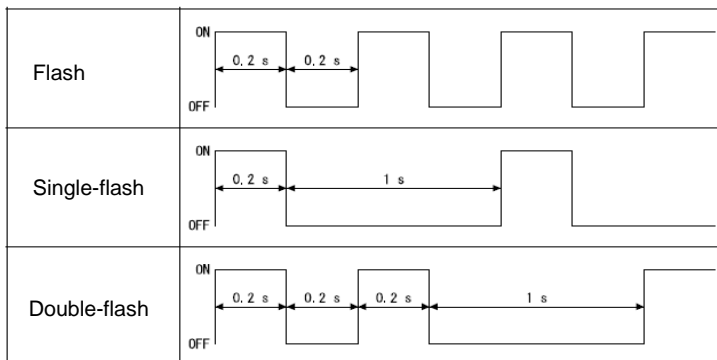 Flash
ON
0.2 s 0.2 s
OFF
Single-flash
ON
0.2 s 1 s
OFF
Double-flash
ON
0.2 s 0.2 s 0.2 s 1 s
OFF